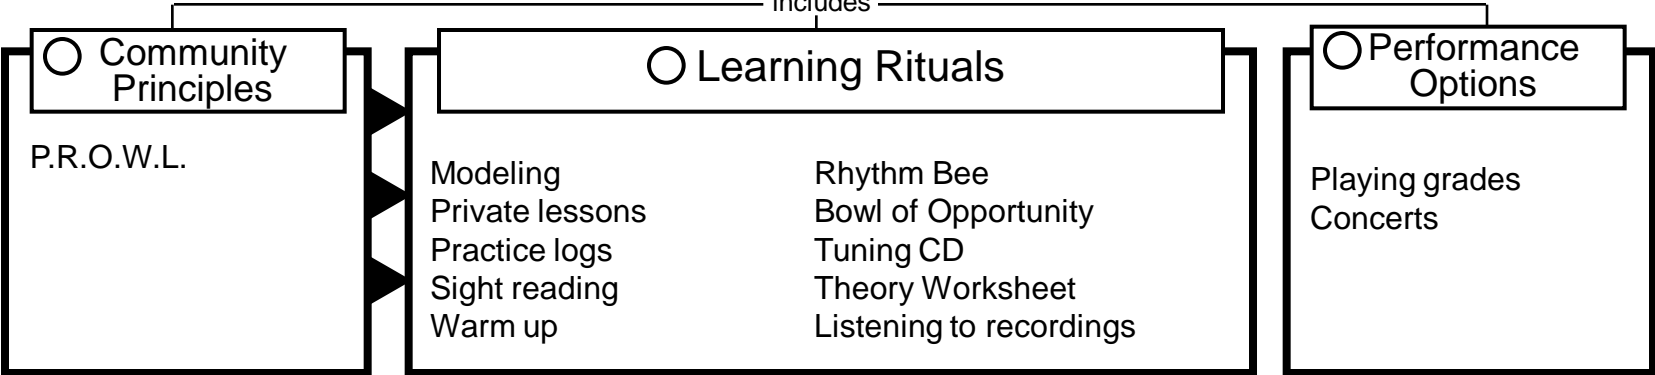 includes
Community
Principles
P.R.O.W.L.
Learning Rituals
Modeling
Private lessons
Practice logs
Sight reading
Warm up
Rhythm Bee
Bowl of Opportunity
Tuning CD
Theory Worksheet
Listening to recordings
Performance
Options
Playing grades
Concerts